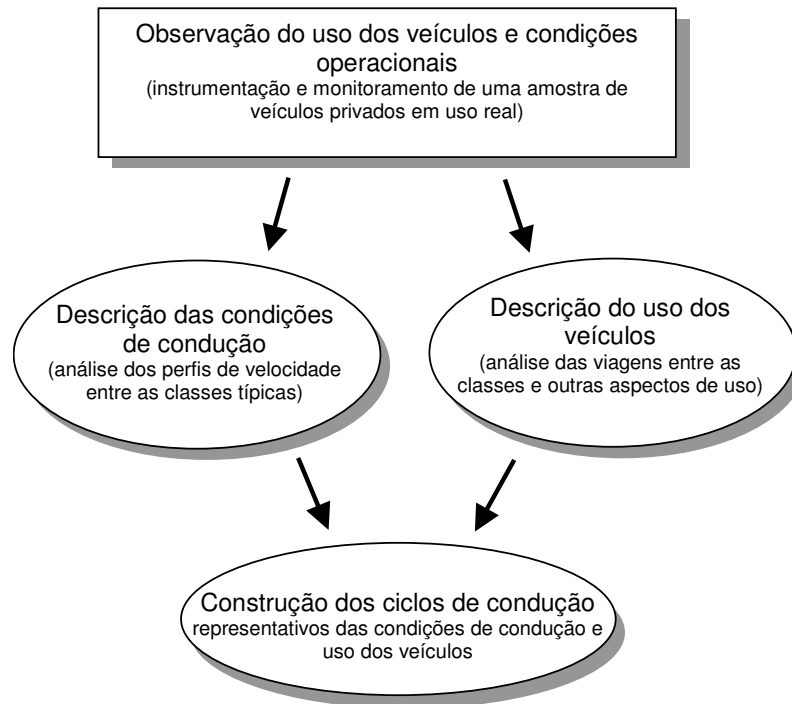 Observação do uso dos veículos e condições
operacionais
(instrumentação e monitoramento de uma amostra de
veículos privados em uso real)
Descrição das condições
de condução
(análise dos perfis de velocidade
entre as classes típicas)
Descrição do uso dos
veículos
(análise das viagens entre as
classes e outras aspectos de uso)
Construção dos ciclos de condução
representativos das condições de condução e
uso dos veículos